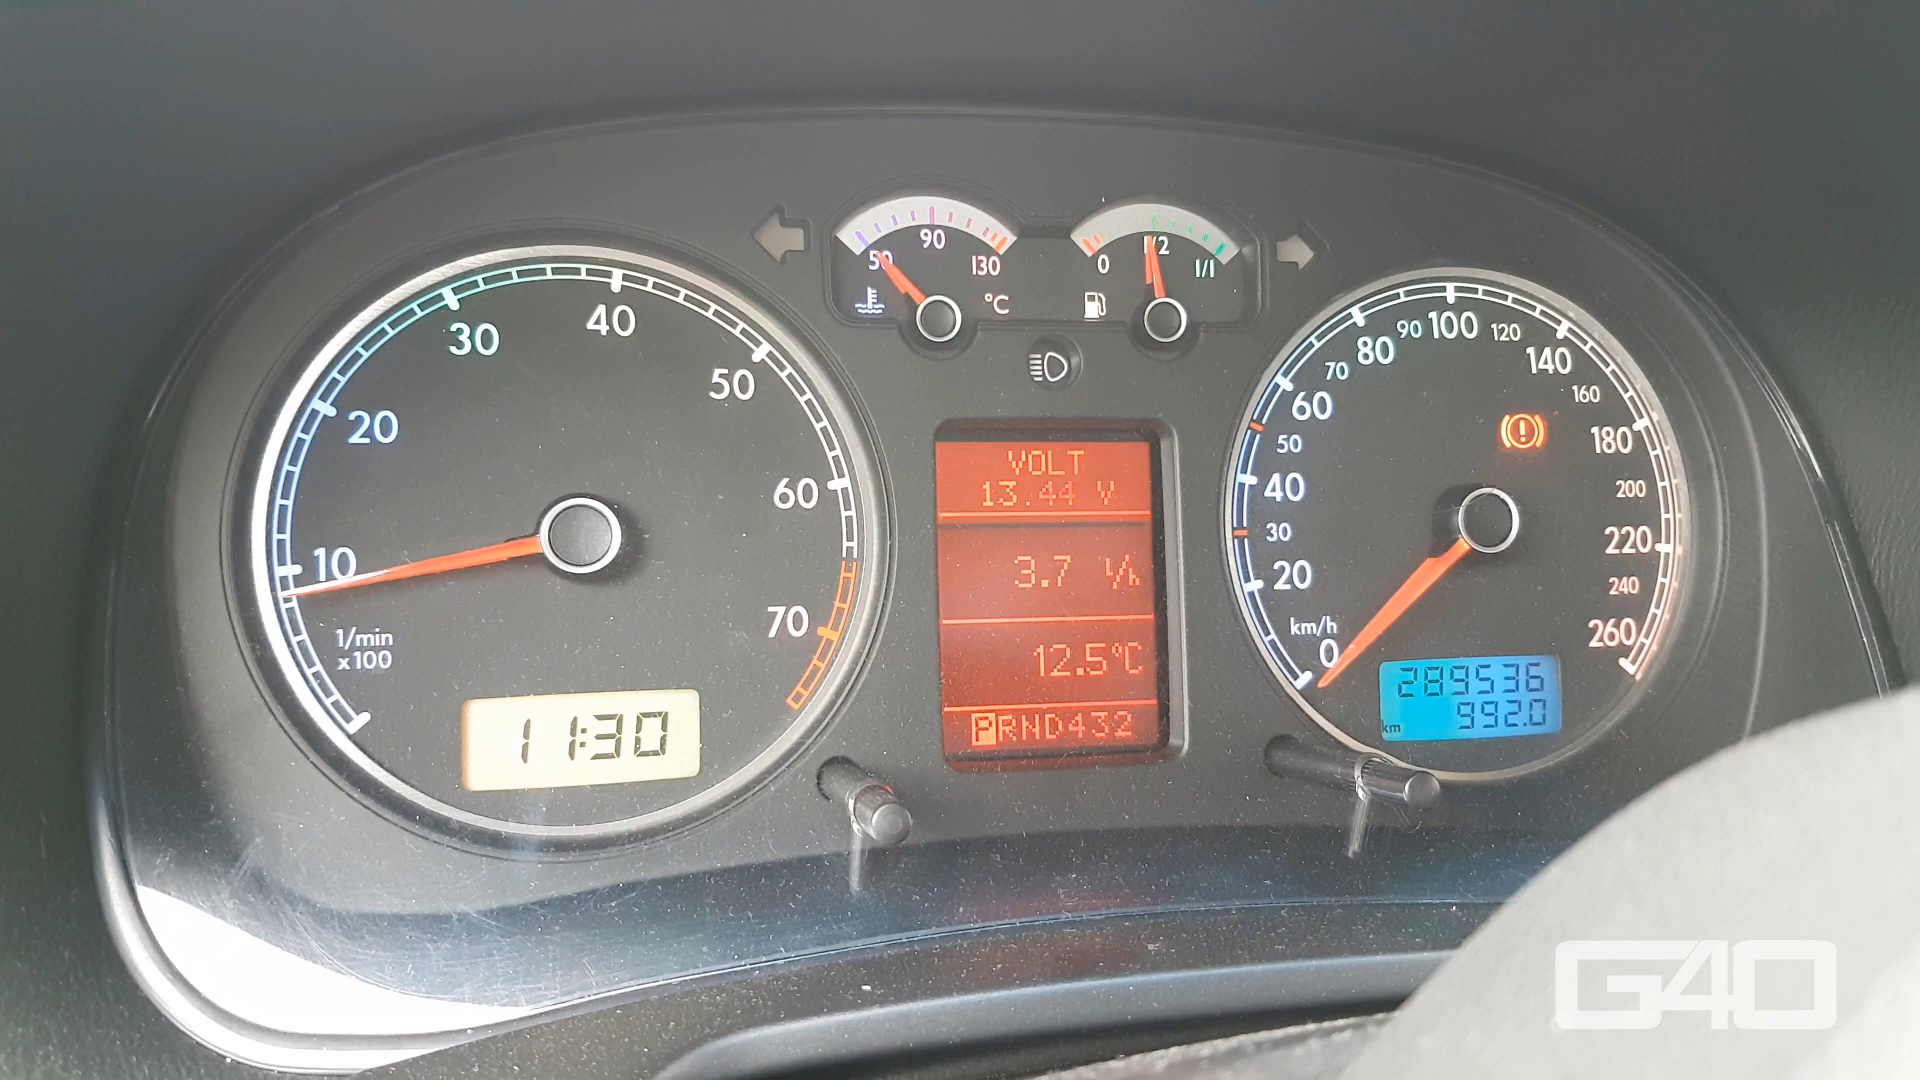 50 90 130 °C
0 1/2 1/1
10 20 30 40 50 60 70
1/min
x100
11:30
VOLT
13.44 V
3.7 l/h
12.5°C
PRND432
0 20 30 40 50 60 70 80 90 100 120 140 160 180 200 220 240 260
km/h
289536
km 992.0
G40